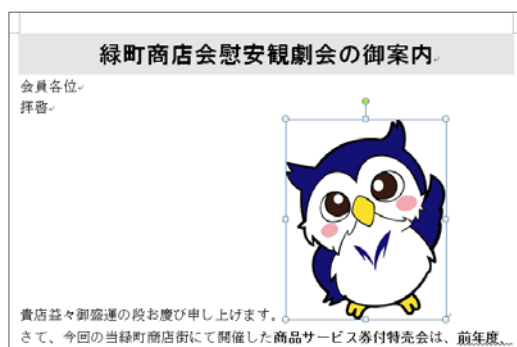 緑町商店会慰安観劇会の御案内
会員各位
拝啓
貴店益々御盛運の段お慶び申し上げます。
さて、今回の当緑町商店街にて開催した商品サービス券付特売会は、前年度、